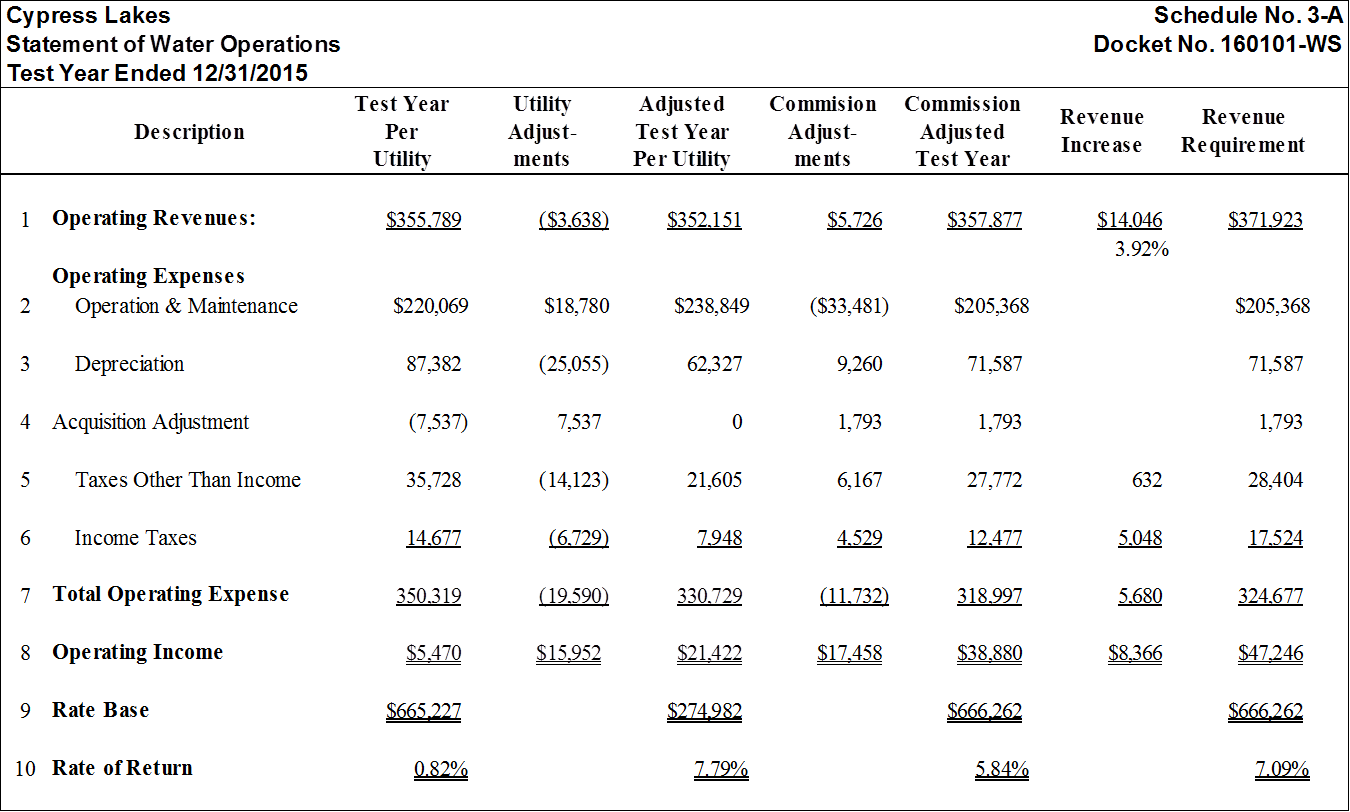 Cypress Lakes Schedule No. 3-A
Statement of Water Operations Docket No. 160101-WS
Test Year Ended 12/31/2015
Test Year Utility Adjusted Commision Commission
Description Per Adjust- Test Year Adjust- Adjusted Revenue Revenue
Utility ments Per Utility ments Test Year Increase Requirement
1 Operating Revenues: $355,789 ($3,638) $352,151 $5,726 $357,877 $14,046 $371,923
3.92%
Operating Expenses
2 Operation & Maintenance $220,069 $18,780 $238,849 ($33,481) $205,368 $205,368
3 Depreciation 87,382 (25,055) 62,327 9,260 71,587 71,587
4 Acquisition Adjustment (7,537) 7,537 0 1,793 1,793 1,793
5 Taxes Other Than Income 35,728 (14,123) 21,605 6,167 27,772 632 28,404
6 Income Taxes 14,677 (6,729) 7,948 4,529 12,477 5,048 17,524
7 Total Operating Expense 350,319 (19,590) 330,729 (11,732) 318,997 5,680 324,677
8 Operating Income $5,470 $15,952 $21,422 $17,458 $38,880 $8,366 $47,246
9 Rate Base $665,227 $274,982 $666,262 $666,262
10 Rate of Return 0.82% 7.79% 5.84% 7.09%